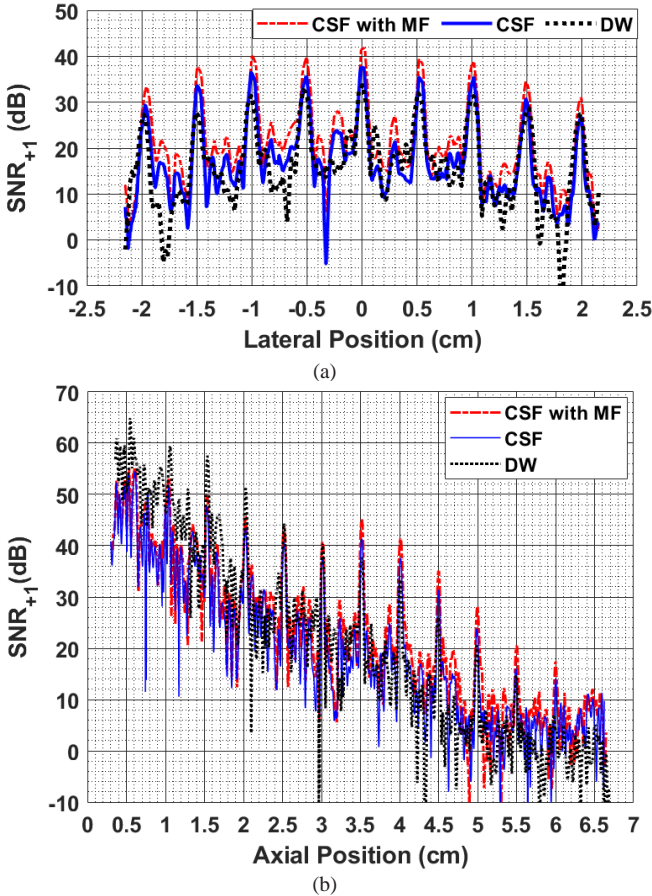 CSF with MF CSF DW
50
40
30
20
10
0
-10
SNR+1 (dB)
-2.5 -2 -1.5 -1 -0.5 0 0.5 1 1.5 2 2.5
Lateral Position (cm)
(a)
CSF with MF
CSF
DW
70
60
50
40
30
20
10
0
-10
SNR+1 (dB)
0 0.5 1 1.5 2 2.5 3 3.5 4 4.5 5 5.5 6 6.5 7
Axial Position (cm)
(b)